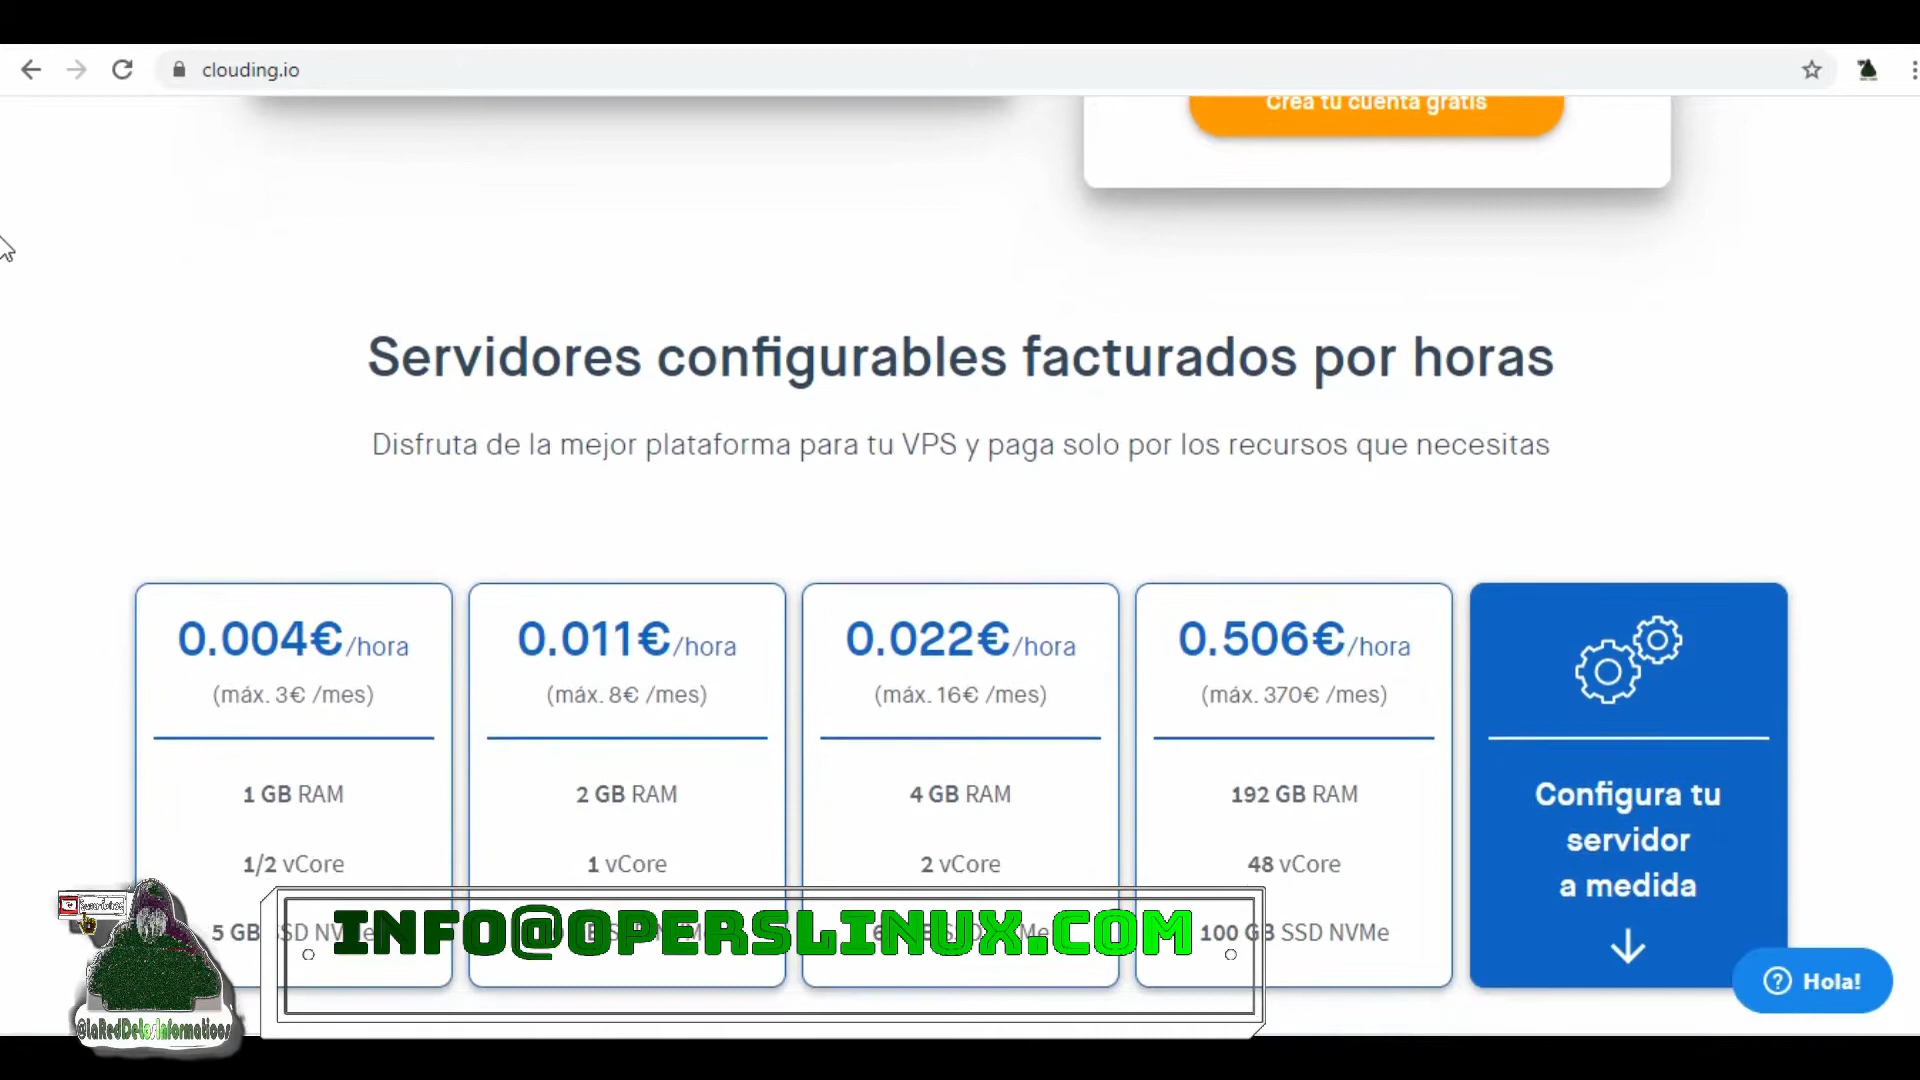 clouding.io
Crea tu cuenta gratis
Servidores configurables facturados por horas
Disfruta de la mejor plataforma para tu VPS y paga solo por los recursos que necesitas
0.004€/hora
(máx. 3€ /mes)
1 GB RAM
1/2 vCore
5 GB SSD NVMe
0.011€/hora
(máx. 8€ /mes)
2 GB RAM
1 vCore
0.022€/hora
(máx. 16€ /mes)
4 GB RAM
2 vCore
0.506€/hora
(máx. 370€ /mes)
192 GB RAM
48 vCore
100 GB SSD NVMe
Configura tu
servidor
a medida
Hola!
INFO@OPERSLINUX.COM
@laRedDeLosInformaticos